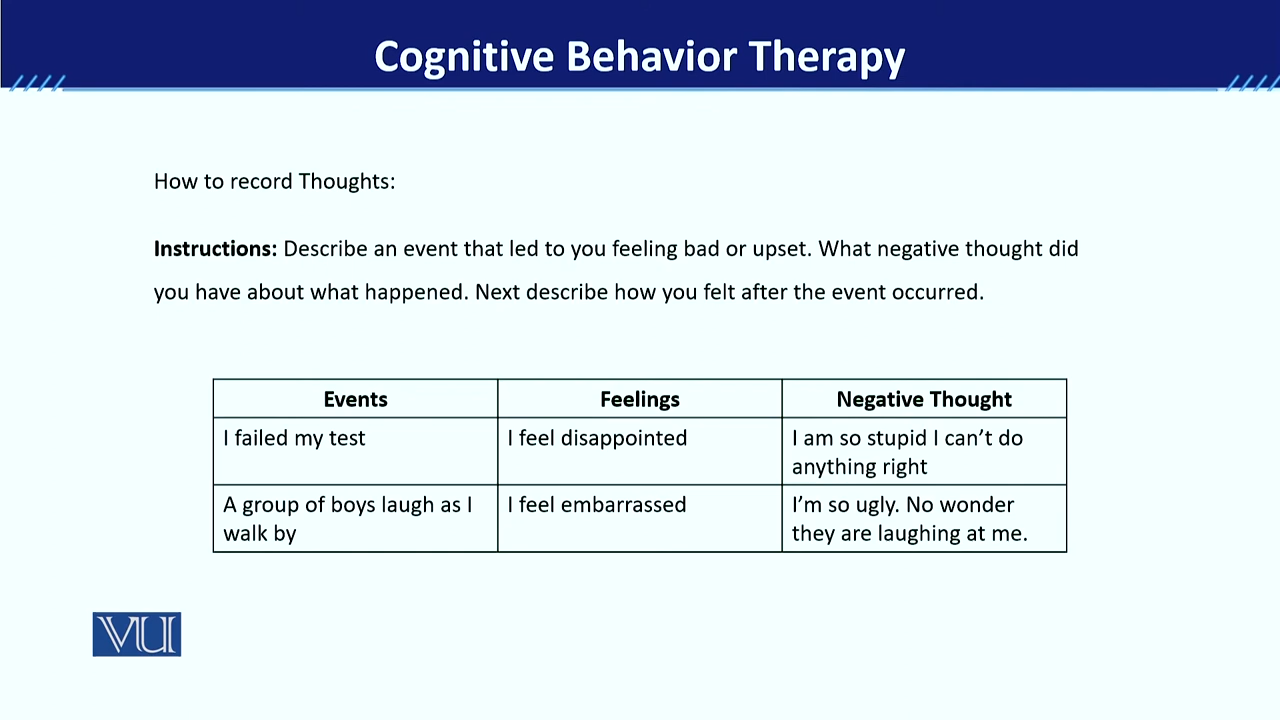 Cognitive Behavior Therapy
How to record Thoughts:
Instructions: Describe an event that led to you feeling bad or upset. What negative thought did
you have about what happened. Next describe how you felt after the event occurred.
Events Feelings Negative Thought
I failed my test I feel disappointed I am so stupid I can’t do
anything right
A group of boys laugh as I I feel embarrassed I’m so ugly. No wonder
walk by they are laughing at me.
VU